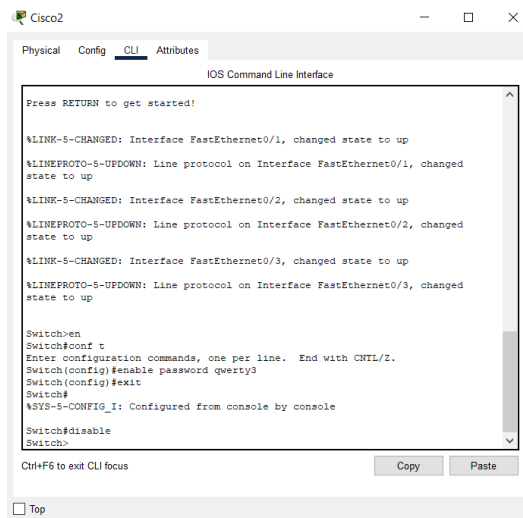 Cisco2
Physical Config CLI Attributes
IOS Command Line Interface
Press RETURN to get started!
%LINK-5-CHANGED: Interface FastEthernet0/1, changed state to up
%LINEPROTO-5-UPDOWN: Line protocol on Interface FastEthernet0/1, changed
state to up
%LINK-5-CHANGED: Interface FastEthernet0/2, changed state to up
%LINEPROTO-5-UPDOWN: Line protocol on Interface FastEthernet0/2, changed
state to up
%LINK-5-CHANGED: Interface FastEthernet0/3, changed state to up
%LINEPROTO-5-UPDOWN: Line protocol on Interface FastEthernet0/3, changed
state to up
Switch>en
Switch#conf t
Enter configuration commands, one per line.  End with CNTL/Z.
Switch(config)#enable password qwerty3
Switch(config)#exit
Switch#
%SYS-5-CONFIG_I: Configured from console by console
Switch#disable
Switch>
Ctrl+F6 to exit CLI focus
Copy
Paste
Top